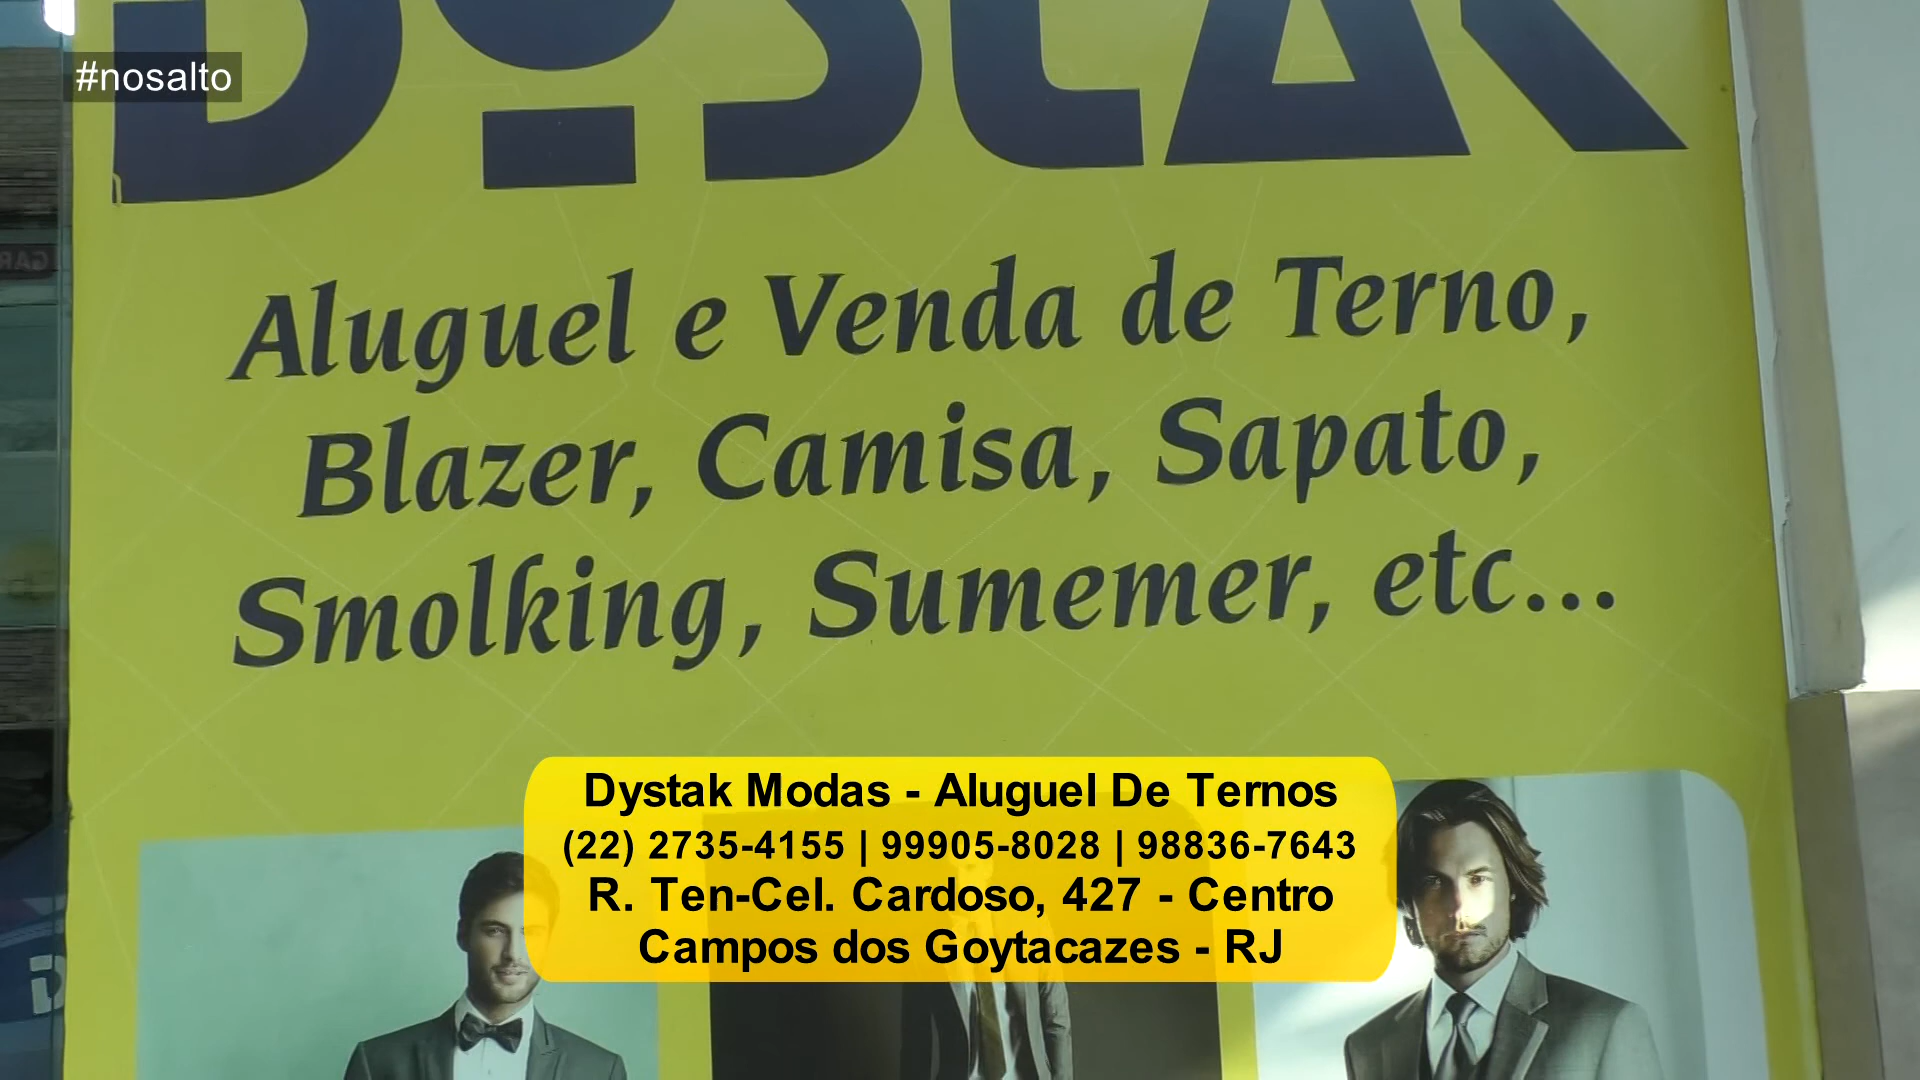 #nosalto
DYSTAK
Aluguel e Venda de Terno,
Blazer, Camisa, Sapato,
Smolking, Sumemer, etc...
Dystak Modas - Aluguel De Ternos
(22) 2735-4155 | 99905-8028 | 98836-7643
R. Ten-Cel. Cardoso, 427 - Centro
Campos dos Goytacazes - RJ